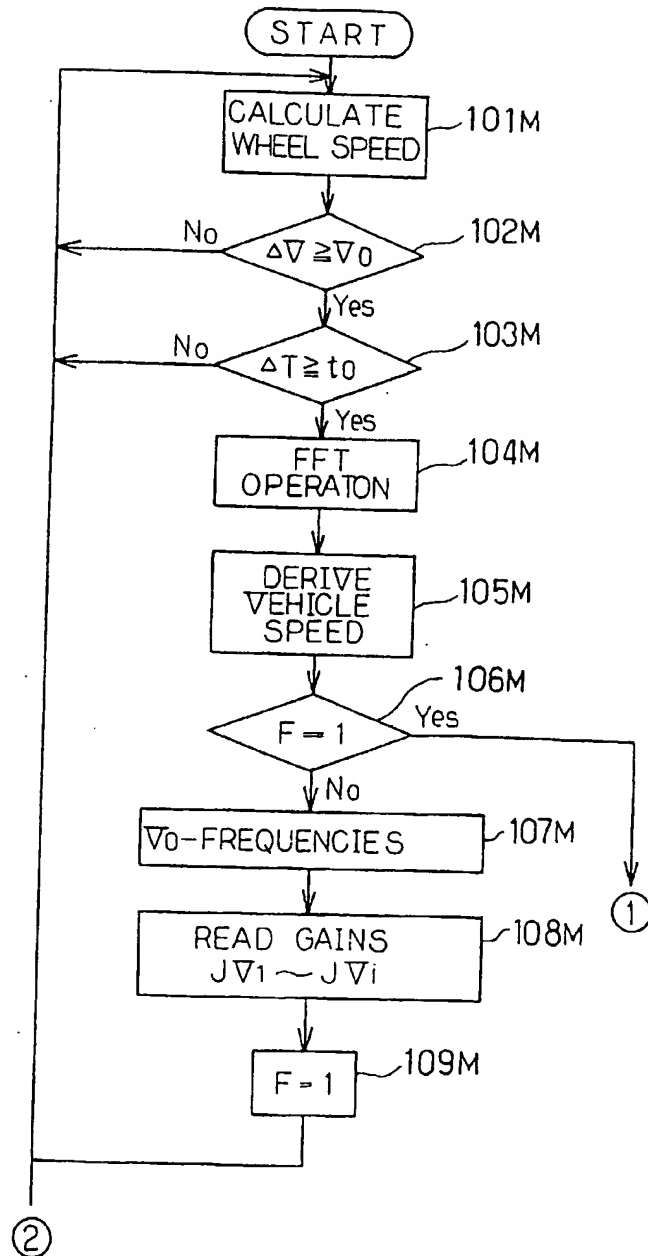 START
CALCULATE
WHEEL SPEED
101M
No
ΔV ≧ V0
102M
Yes
No
ΔT ≧ t0
103M
Yes
FFT
OPERATON
104M
DERIVE
VEHICLE
SPEED
105M
106M
F = 1
Yes
No
V0-FREQUENCIES
107M
1
READ GAINS
JV1 ~ JVi
108M
F = 1
109M
2